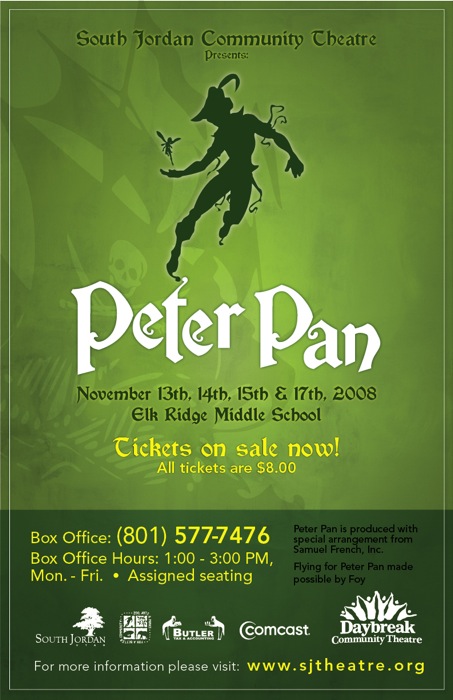 South Jordan Community Theatre
Presents:
Peter Pan
November 13th, 14th, 15th & 17th, 2008
Elk Ridge Middle School
Tickets on sale now!
All tickets are $8.00
Box Office: (801) 577-7476
Box Office Hours: 1:00 - 3:00 PM,
Mon. - Fri. • Assigned seating
Peter Pan is produced with
special arrangement from
Samuel French, Inc.
Flying for Peter Pan made
possible by Foy
South Jordan
Utah
Butler
Tax & Accounting
Comcast.
Daybreak
Community Theatre
For more information please visit: www.sjtheatre.org